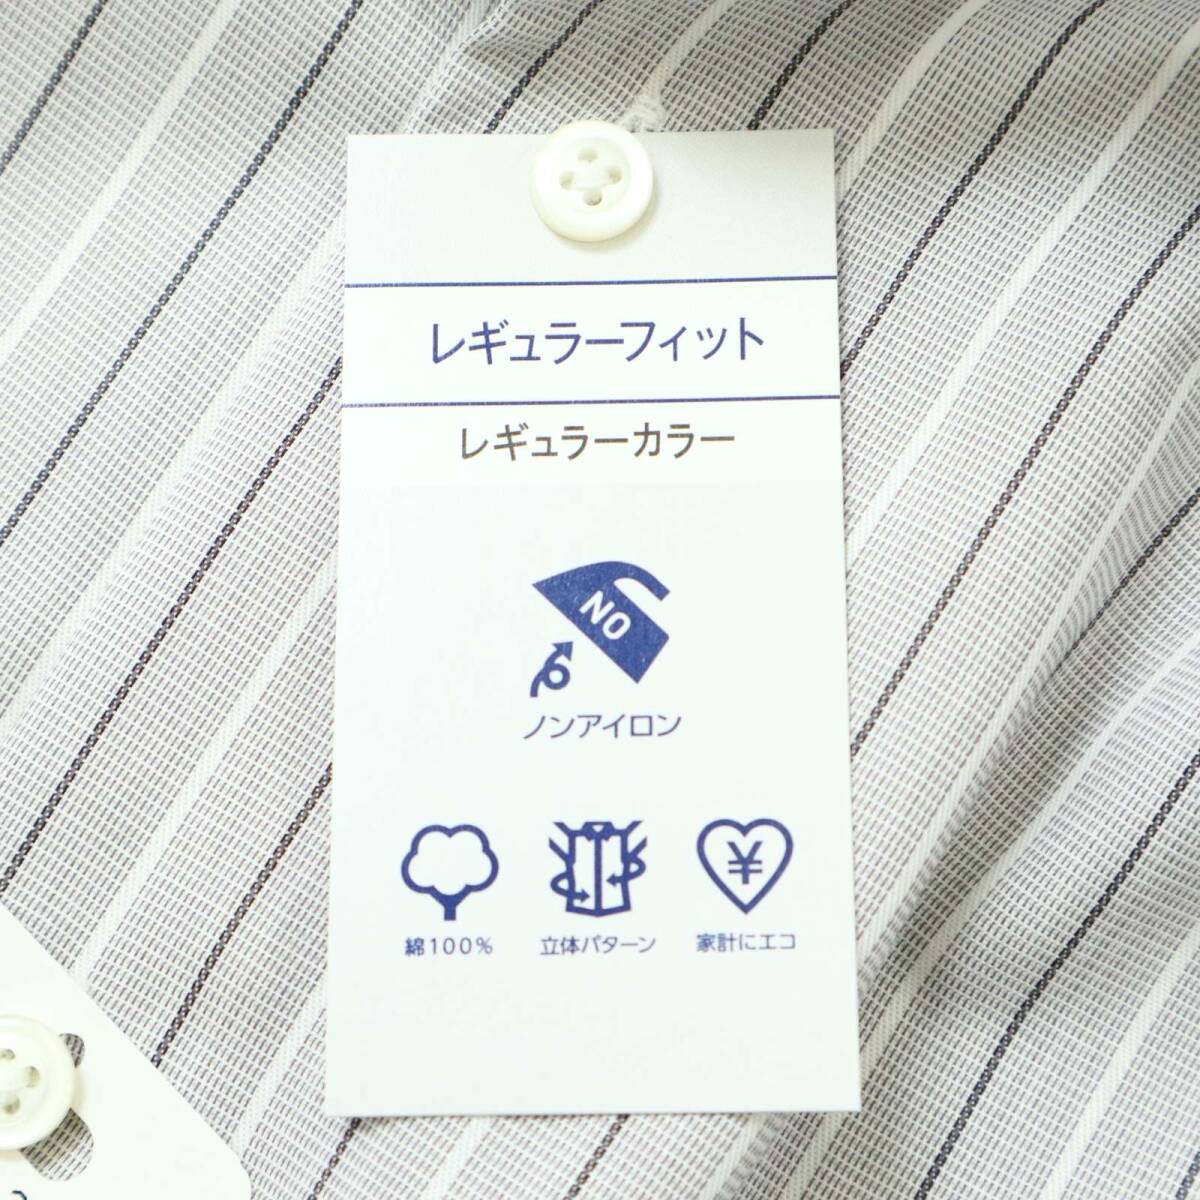 レギュラーフィット
レギュラーカラー
NO
ノンアイロン
¥
綿100%
立体パターン
家計にエコ